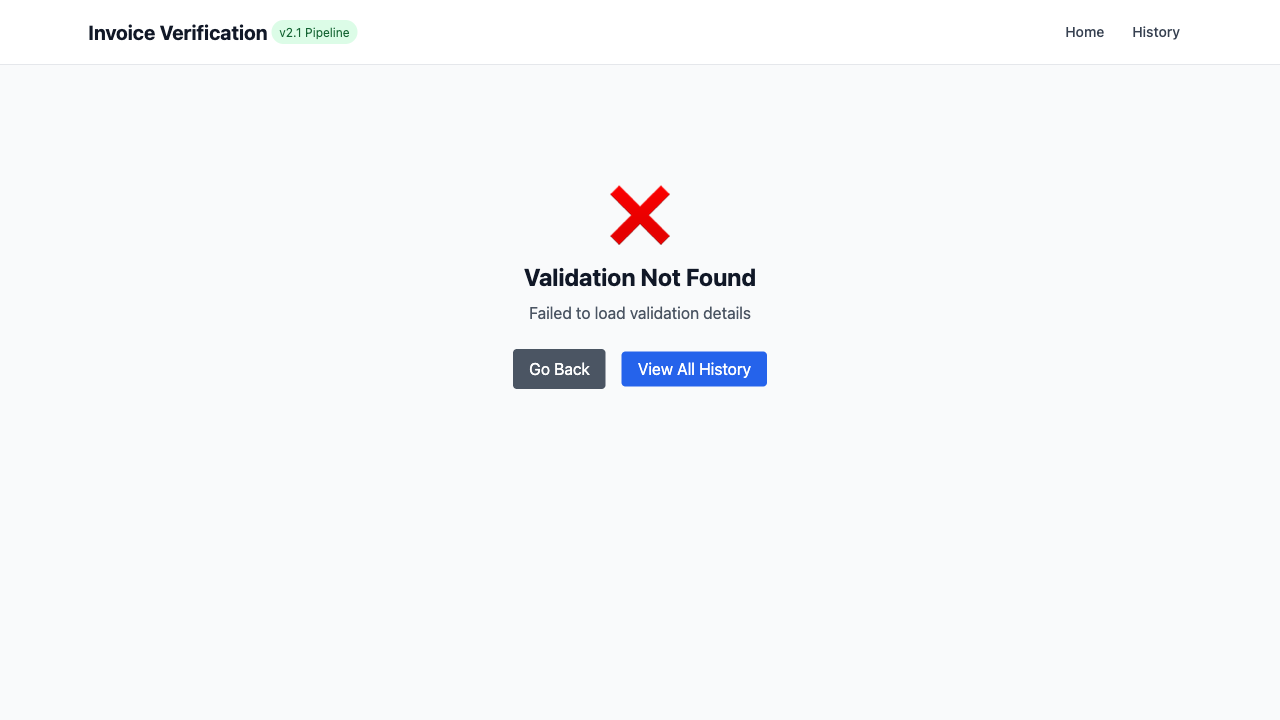 Invoice Verification v2.1 Pipeline Home History
Validation Not Found
Failed to load validation details
Go Back View All History